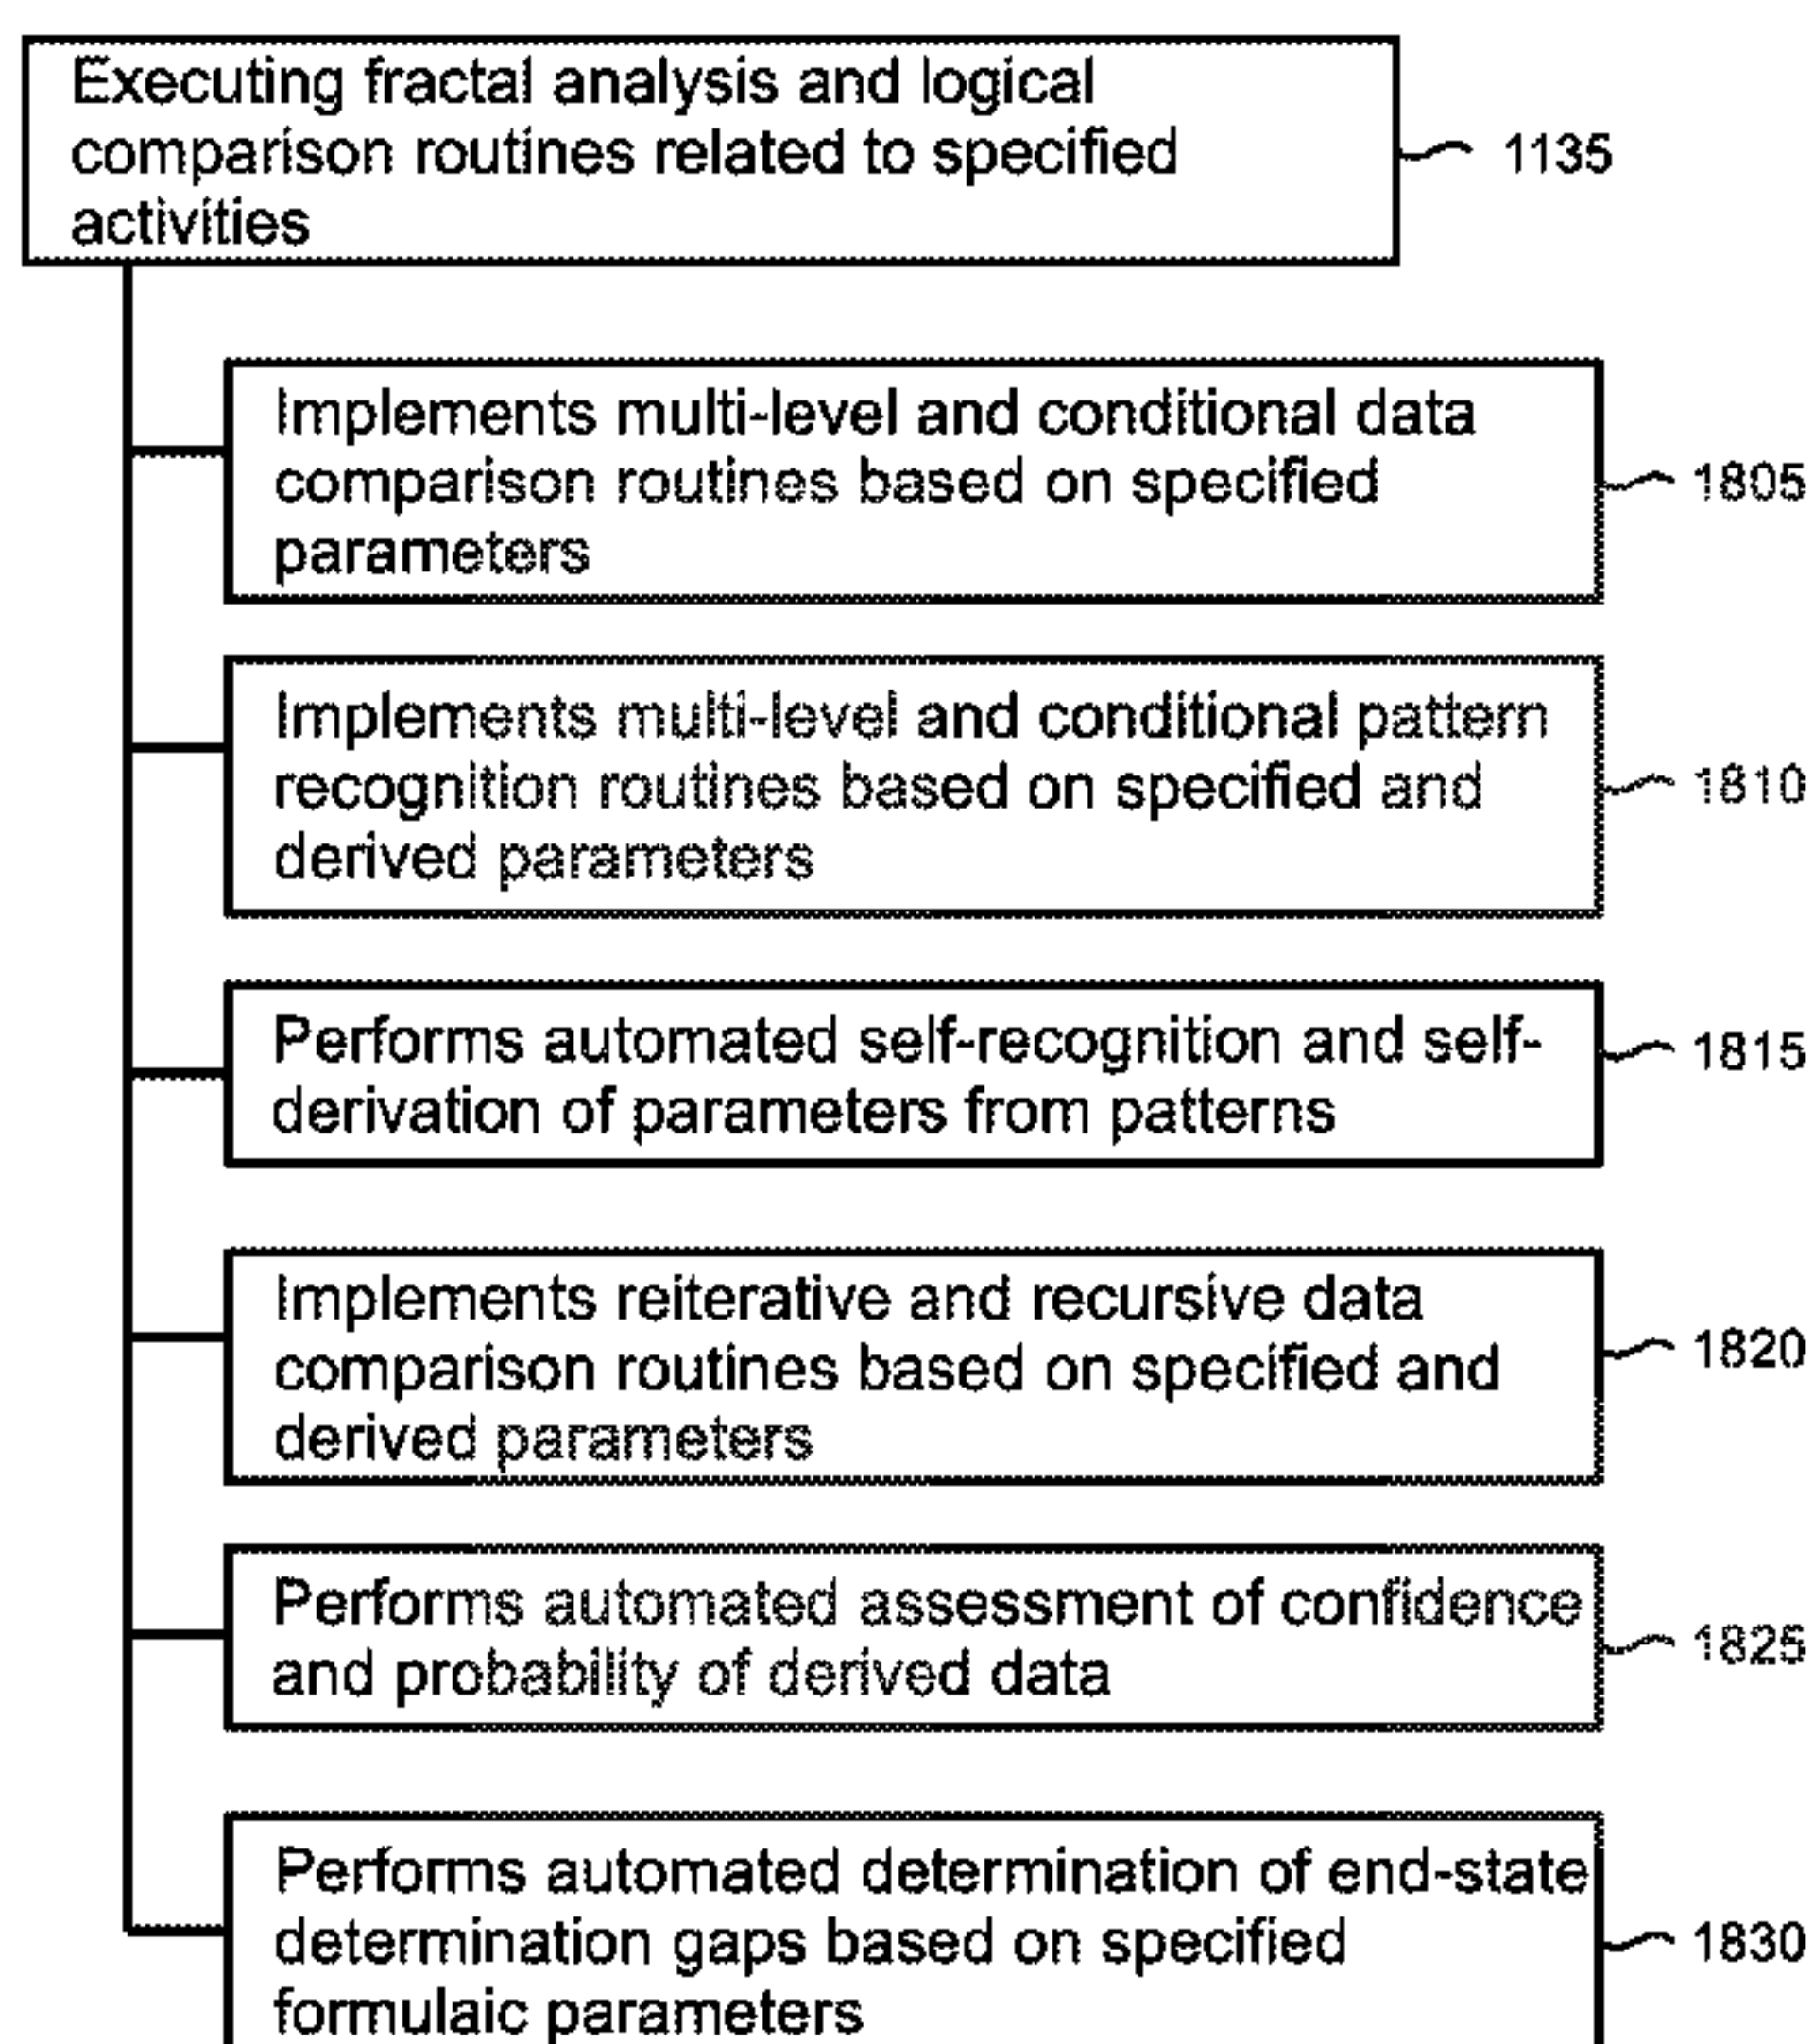 Executing fractal analysis and logical
comparison routines related to specified
activities
1135
Implements multi-level and conditional data
comparison routines based on specified
parameters
1805
Implements multi-level and conditional pattern
recognition routines based on specified and
derived parameters
1810
Performs automated self-recognition and self-
derivation of parameters from patterns
1815
Implements reiterative and recursive data
comparison routines based on specified and
derived parameters
1820
Performs automated assessment of confidence
and probability of derived data
1825
Performs automated determination of end-state
determination gaps based on specified
formulaic parameters
1830